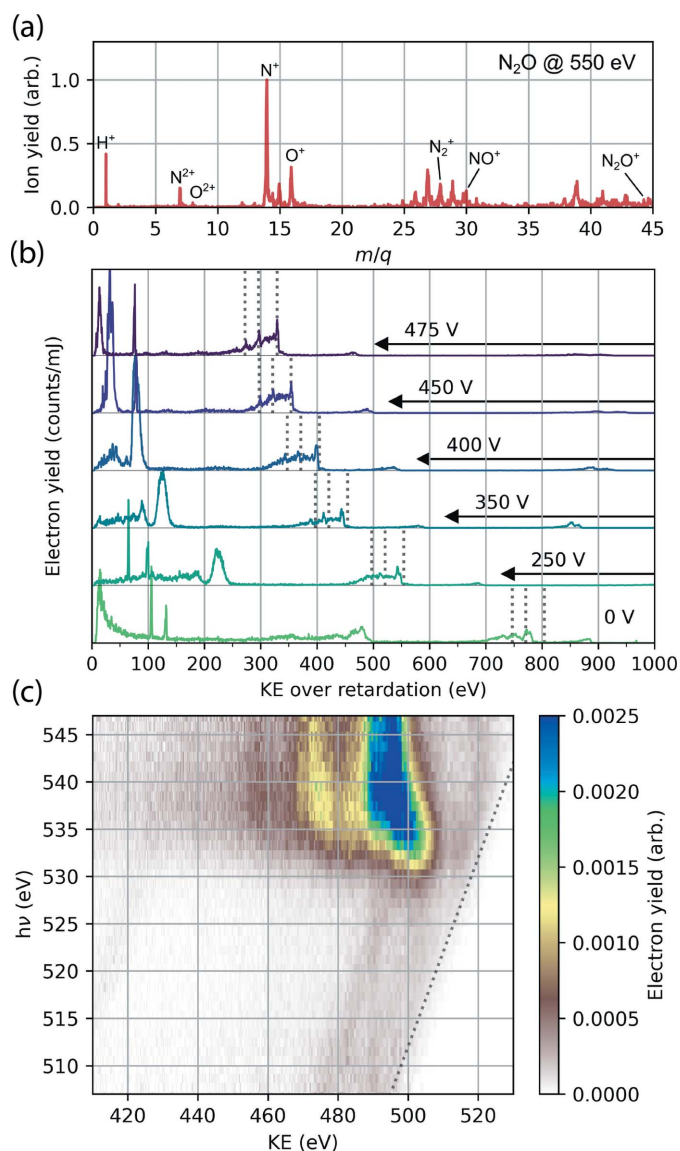 (a)
N₂O @ 550 eV
Ion yield (arb.)
1.0
0.5
0.0
H⁺
N²⁺
O²⁺
N⁺
O⁺
N₂⁺
NO⁺
N₂O⁺
0 5 10 15 20 25 30 35 40 45
m/q
(b)
Electron yield (counts/mJ)
475 V
450 V
400 V
350 V
250 V
0 V
0 100 200 300 400 500 600 700 800 900 1000
KE over retardation (eV)
(c)
hν (eV)
545
540
535
530
525
520
515
510
420 440 460 480 500 520
KE (eV)
0.0025
0.0020
0.0015
0.0010
0.0005
0.0000
Electron yield (arb.)